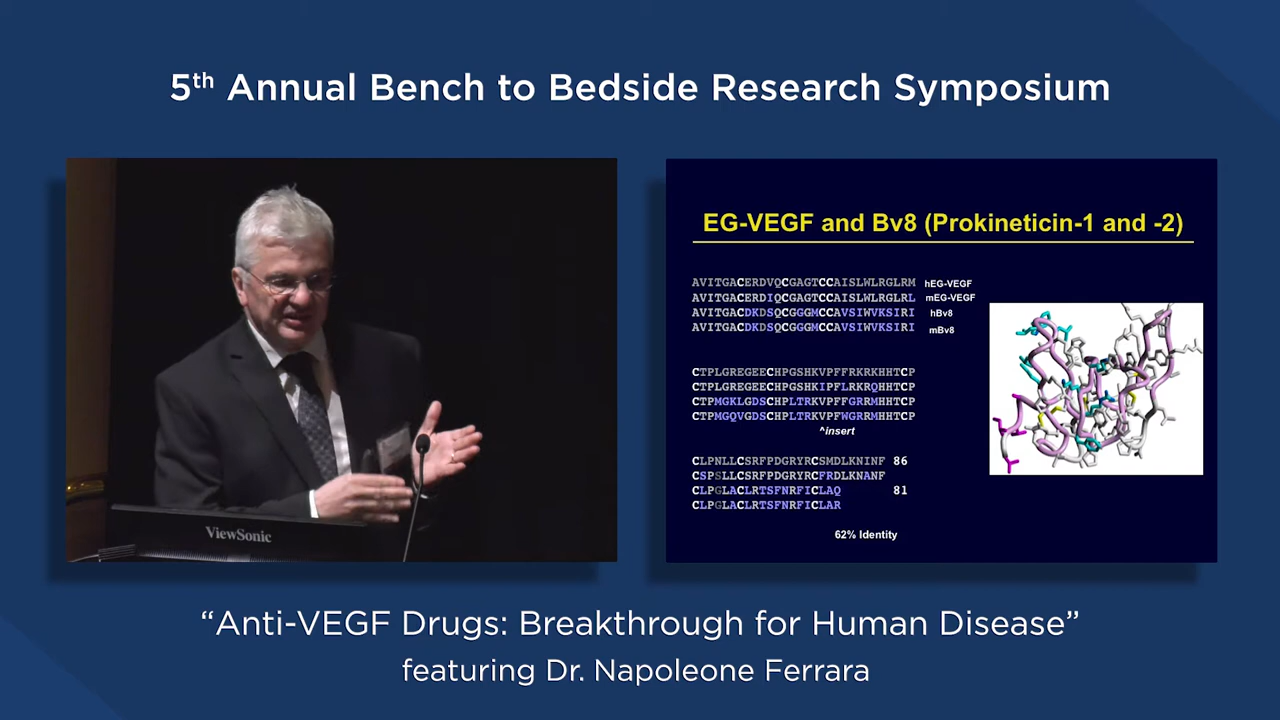 5th Annual Bench to Bedside Research Symposium
ViewSonic
EG-VEGF and Bv8 (Prokineticin-1 and -2)
AVITGACERDVQCGAGTCCAISLWLRGLRM hEG-VEGF
AVITGACERDIQCGAGTCCAISLWLRGLRL mEG-VEGF
AVITGACDKDSQCGGGMCCAVSIWVKSIRI hBv8
AVITGACDKDSQCGGGMCCAVSIWVKSIRI mBv8
CTPLGREGEECHPGSHKVPFFRKRKHHTCP
CTPLGREGEECHPGSHKIPFLRKRQHHTCP
CTPMGKLGDSCHPLTRKVPFFGRRMHHTCP
CTPMGQVGDSCHPLTRKVPFWGRRMHHTCP
^insert
CLPNLLCSRFPDGRYRCSMDLKNINF 86
CSPSLLCSRFPDGRYRCFRDLKNANF
CLPGLACLRTSFNRFICLAQ 81
CLPGLACLRTSFNRFICLAR
62% Identity
“Anti-VEGF Drugs: Breakthrough for Human Disease”
featuring Dr. Napoleone Ferrara